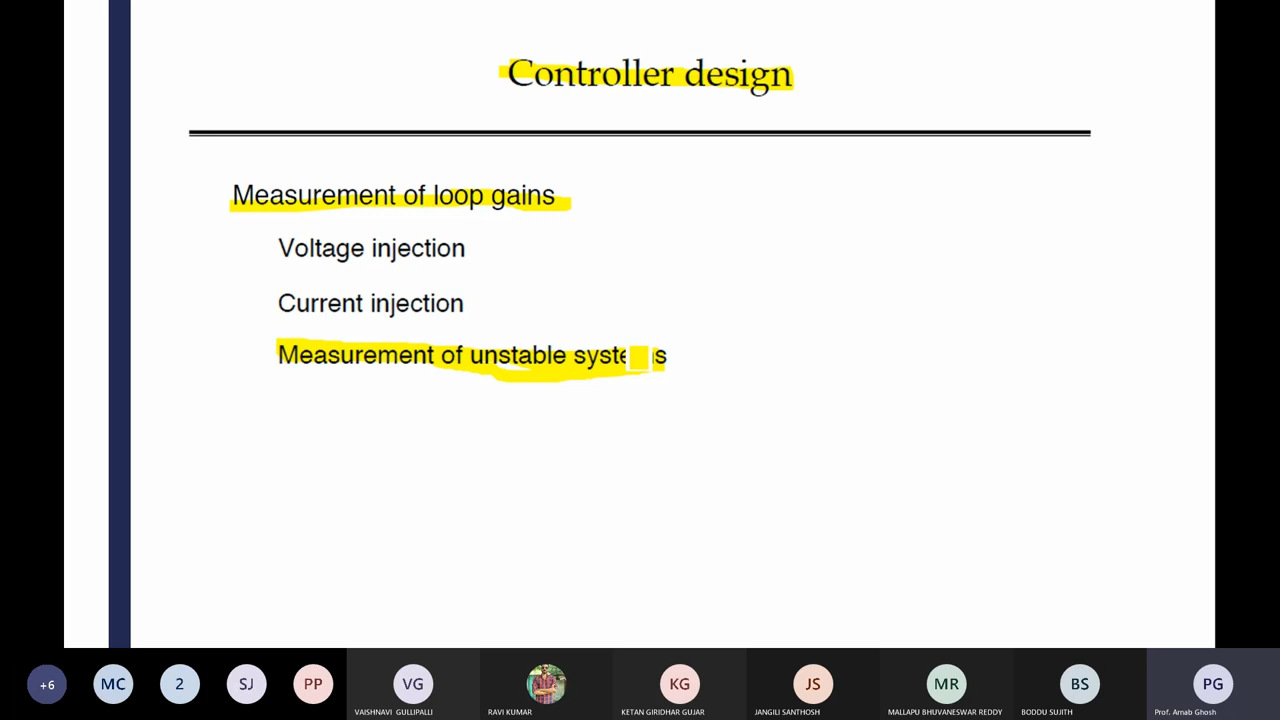 Controller design
Measurement of loop gains
Voltage injection
Current injection
Measurement of unstable
+6 MC 2 SJ PP VG KG JS MR BS PG
VAISHNAVI GULLIPALLI RAVI KUMAR KETAN GIRIDHAR GUJAR JANGILI SANTHOSH MALLAPU BHUVANESWAR REDDY BODDU SUJITH Prof. Arnab Ghosh